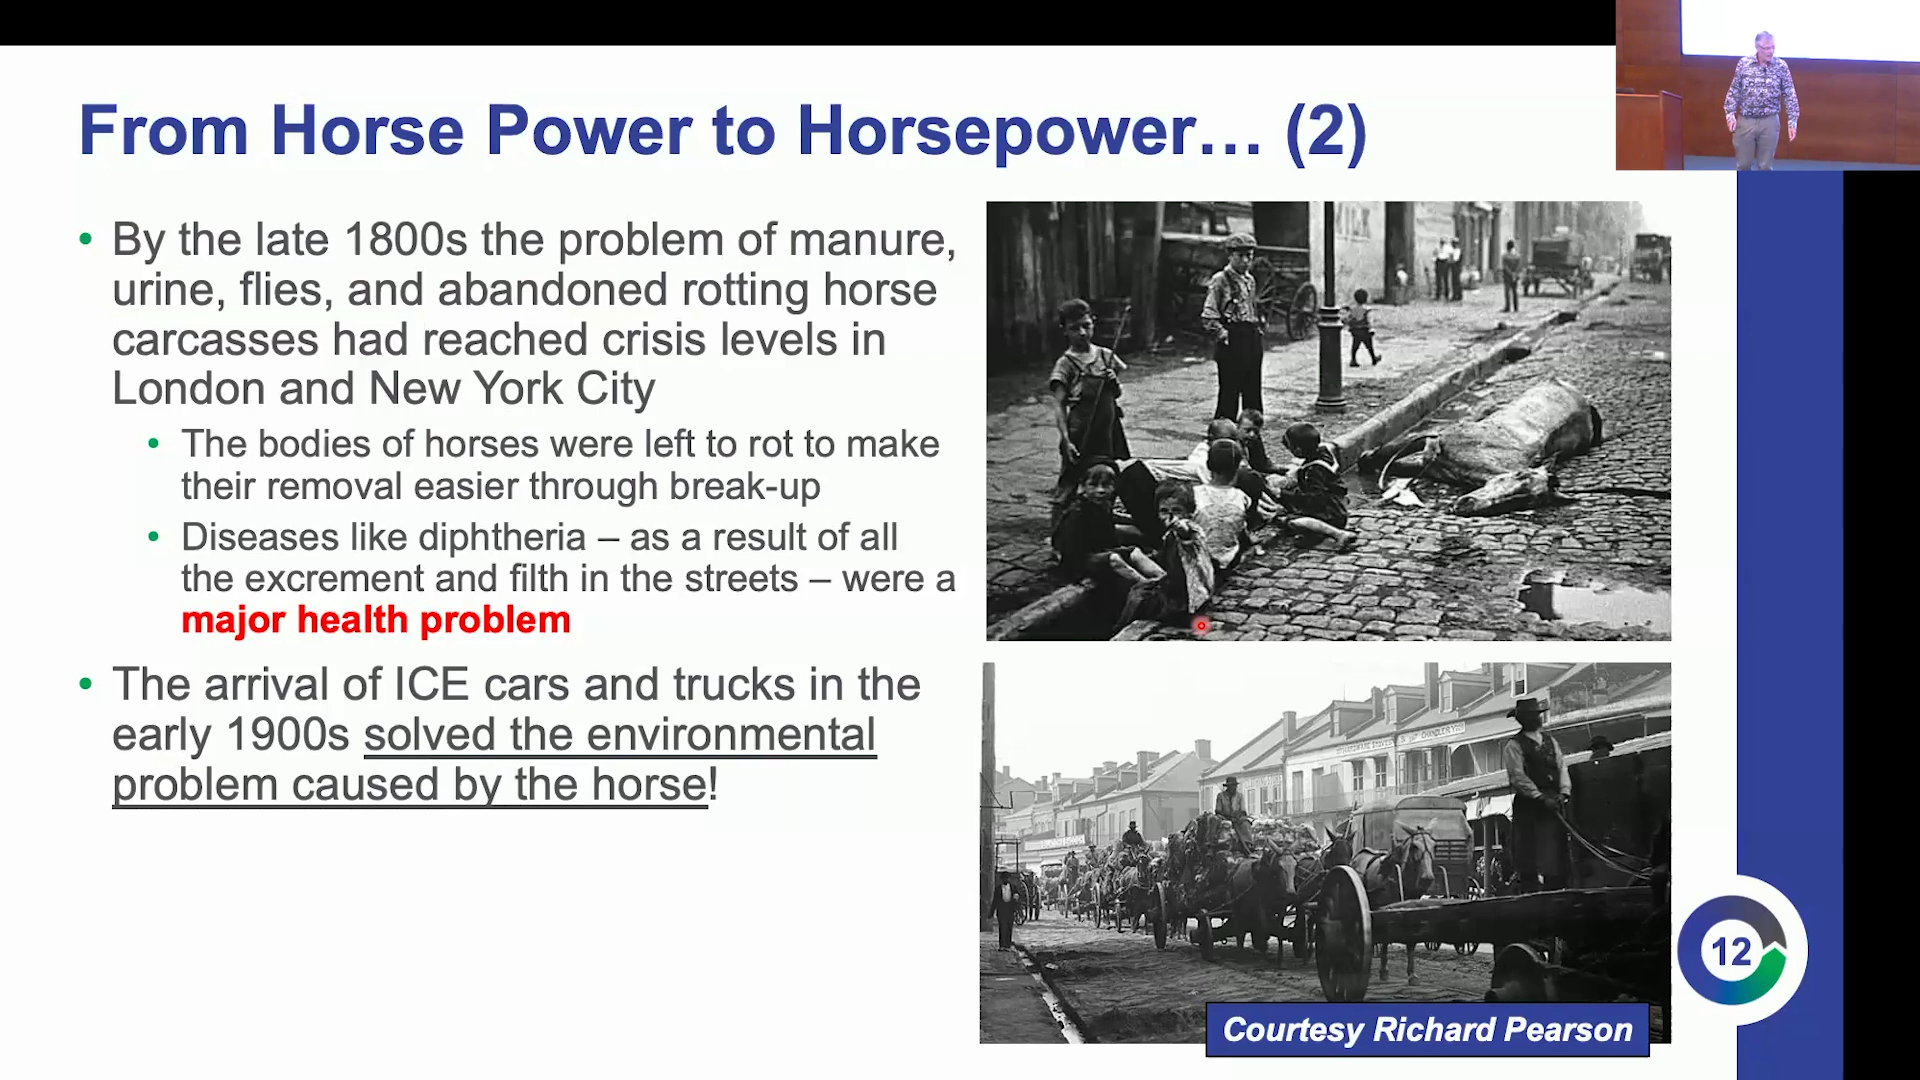 From Horse Power to Horsepower… (2)
• By the late 1800s the problem of manure,
urine, flies, and abandoned rotting horse
carcasses had reached crisis levels in
London and New York City
• The bodies of horses were left to rot to make
their removal easier through break-up
• Diseases like diphtheria – as a result of all
the excrement and filth in the streets – were a
major health problem
• The arrival of ICE cars and trucks in the
early 1900s solved the environmental
problem caused by the horse!
12
Courtesy Richard Pearson